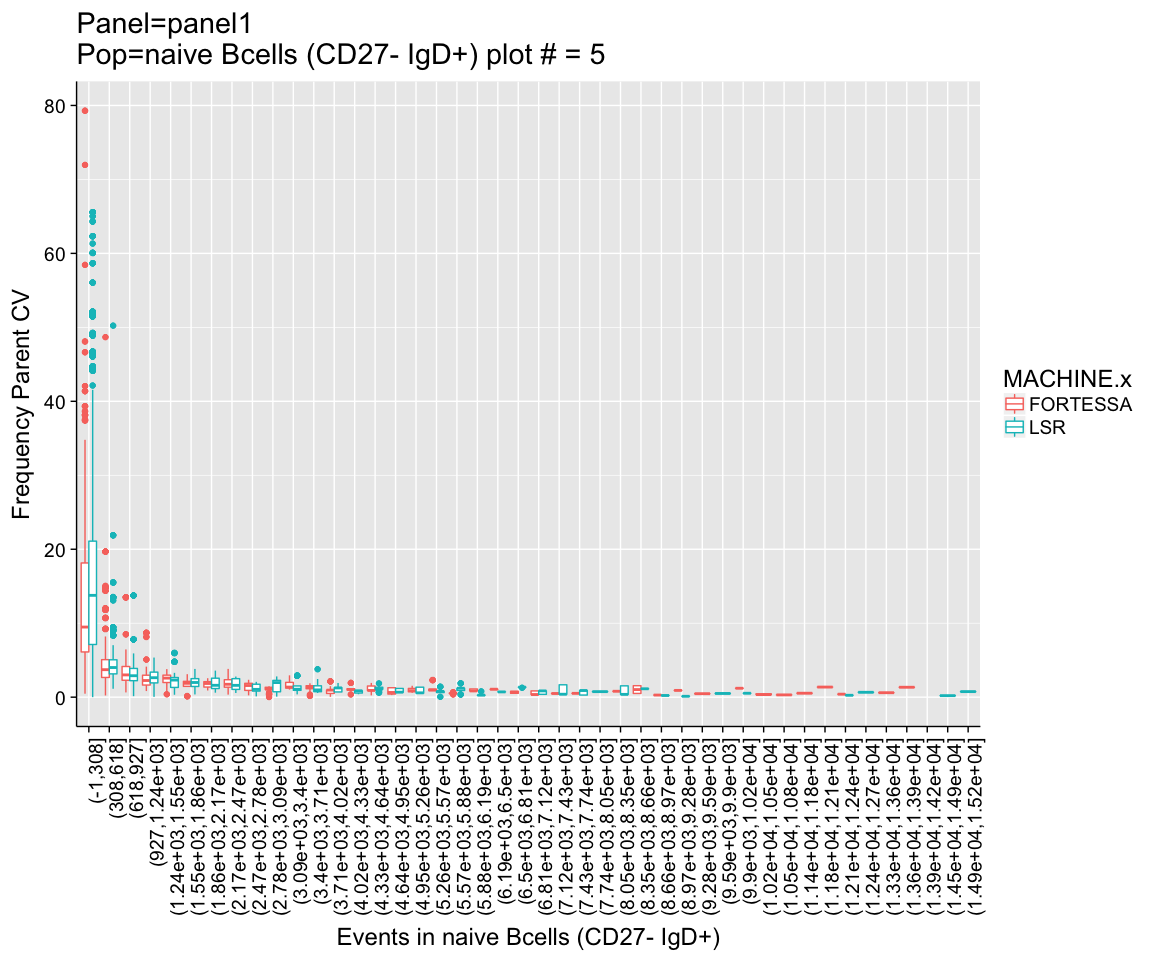 Panel=panel1
Pop=naive Bcells (CD27- IgD+) plot # = 5
80
60
40
20
0
Frequency Parent CV
(-1,308]
(308,618]
(618,927]
(927,1.24e+03]
(1.24e+03,1.55e+03]
(1.55e+03,1.86e+03]
(1.86e+03,2.17e+03]
(2.17e+03,2.47e+03]
(2.47e+03,2.78e+03]
(2.78e+03,3.09e+03]
(3.09e+03,3.4e+03]
(3.4e+03,3.71e+03]
(3.71e+03,4.02e+03]
(4.02e+03,4.33e+03]
(4.33e+03,4.64e+03]
(4.64e+03,4.95e+03]
(4.95e+03,5.26e+03]
(5.26e+03,5.57e+03]
(5.57e+03,5.88e+03]
(5.88e+03,6.19e+03]
(6.19e+03,6.5e+03]
(6.5e+03,6.81e+03]
(6.81e+03,7.12e+03]
(7.12e+03,7.43e+03]
(7.43e+03,7.74e+03]
(7.74e+03,8.05e+03]
(8.05e+03,8.35e+03]
(8.35e+03,8.66e+03]
(8.66e+03,8.97e+03]
(8.97e+03,9.28e+03]
(9.28e+03,9.59e+03]
(9.59e+03,9.9e+03]
(9.9e+03,1.02e+04]
(1.02e+04,1.05e+04]
(1.05e+04,1.08e+04]
(1.14e+04,1.18e+04]
(1.18e+04,1.21e+04]
(1.21e+04,1.24e+04]
(1.24e+04,1.27e+04]
(1.33e+04,1.36e+04]
(1.36e+04,1.39e+04]
(1.39e+04,1.42e+04]
(1.45e+04,1.49e+04]
(1.49e+04,1.52e+04]
Events in naive Bcells (CD27- IgD+)
MACHINE.x
FORTESSA
LSR